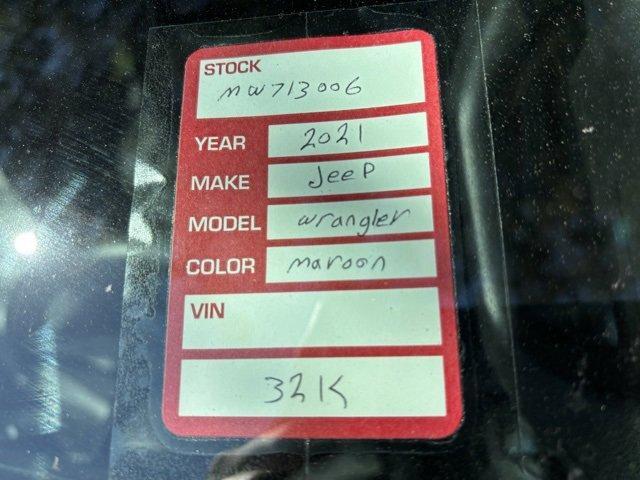 STOCK
MW713006
YEAR 2021
MAKE Jeep
MODEL wrangler
COLOR maroon
VIN
32K